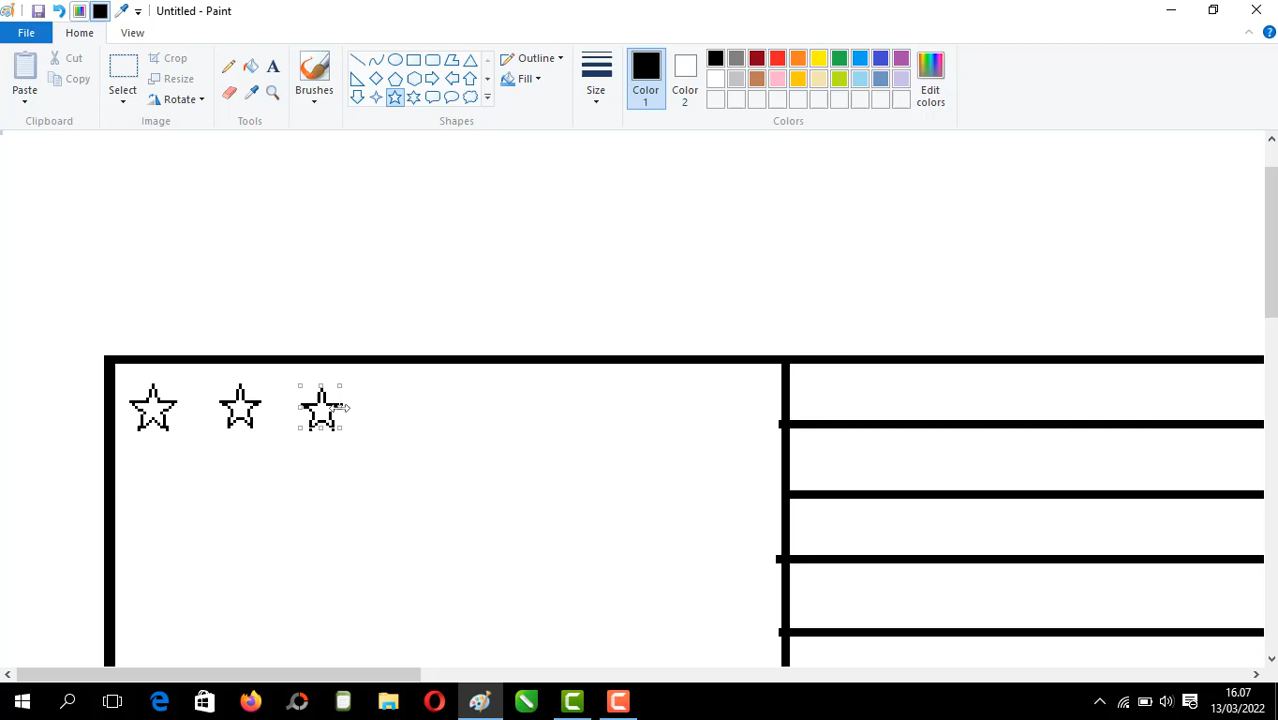 Untitled - Paint
File Home View
Paste
Cut
Copy
Clipboard
Select
Crop
Resize
Rotate
Image
A
Tools
Brushes
Outline
Fill
Shapes
Size
Color 1
Color 2
Edit colors
Colors
16.07
13/03/2022